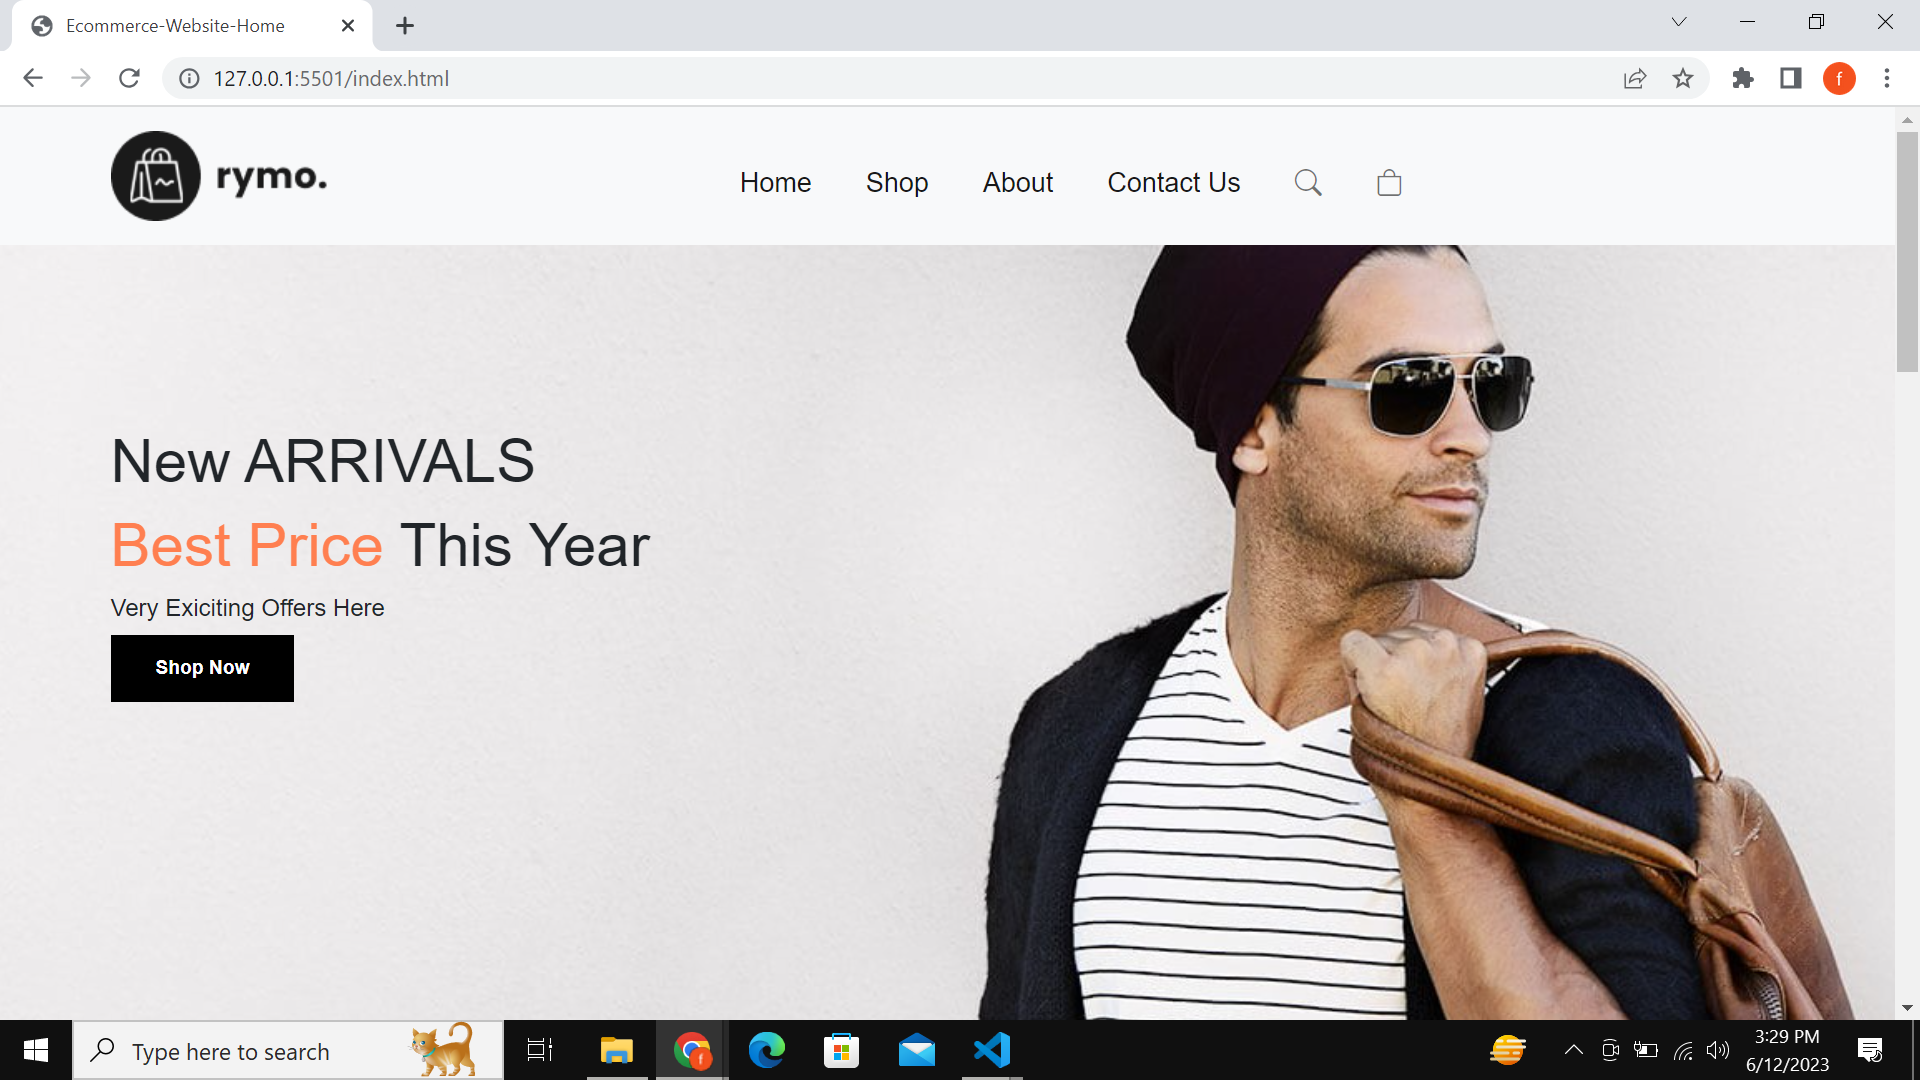 Ecommerce-Website-Home
127.0.0.1:5501/index.html
f
rymo.
Home
Shop
About
Contact Us
New ARRIVALS
Best Price This Year
Very Exiciting Offers Here
Shop Now
Type here to search
f
3:29 PM
6/12/2023